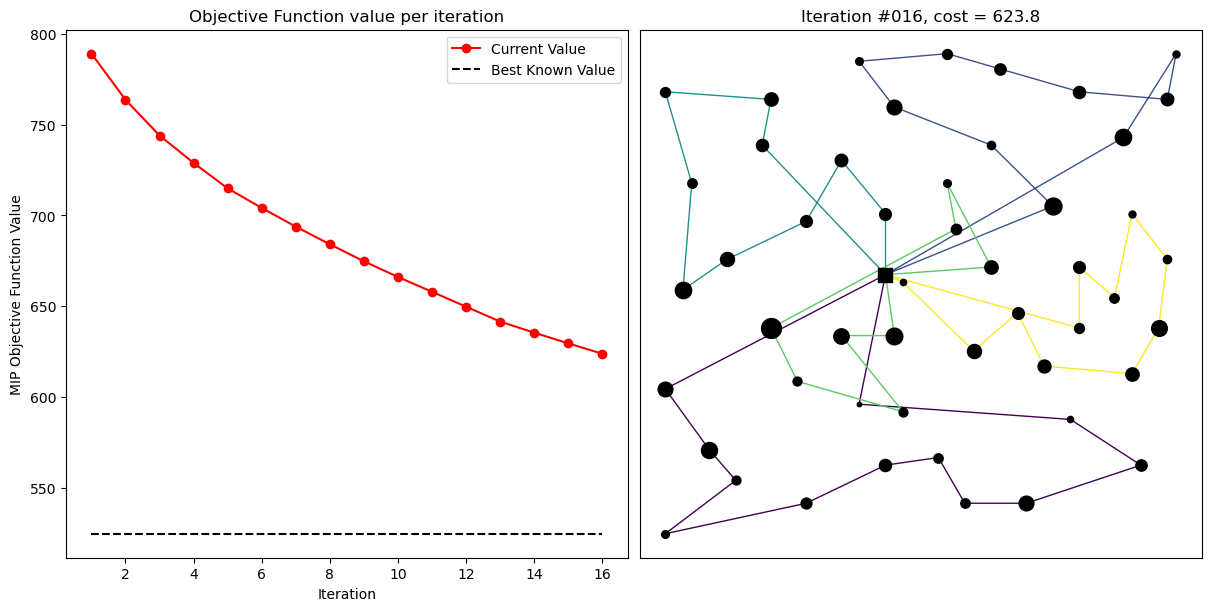 Objective Function value per iteration
Current Value
Best Known Value
MIP Objective Function Value
800
750
700
650
600
550
2 4 6 8 10 12 14 16
Iteration
Iteration #016, cost = 623.8